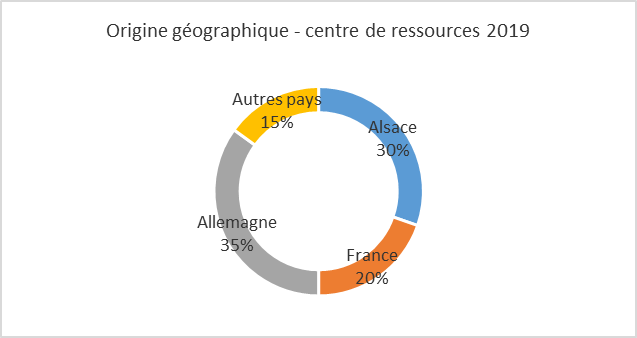 Origine géographique - centre de ressources 2019
Autres pays
15%
Alsace
30%
Allemagne
35%
France
20%